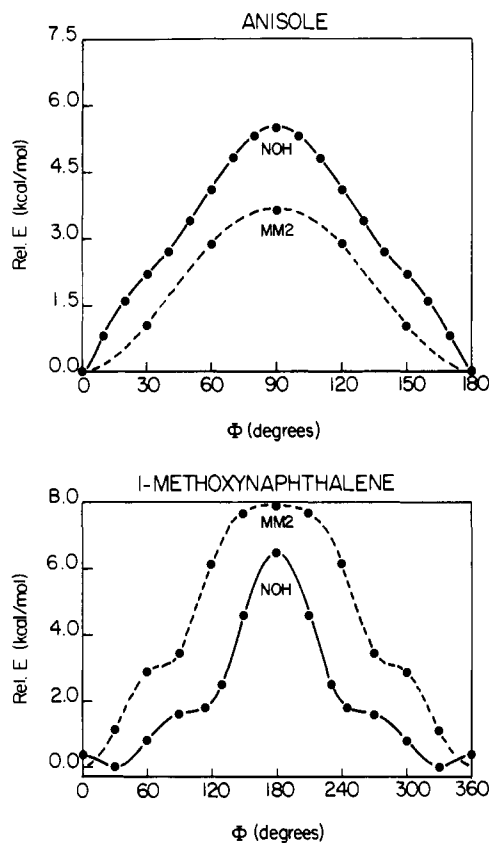 ANISOLE
7.5
6.0
4.5
3.0
1.5
0.0
Rel. E (kcal/mol)
NOH
MM2
0 30 60 90 120 150 180
Φ (degrees)
1-METHOXYNAPHTHALENE
8.0
6.0
4.0
2.0
0.0
Rel. E (kcal/mol)
MM2
NOH
0 60 120 180 240 300 360
Φ (degrees)